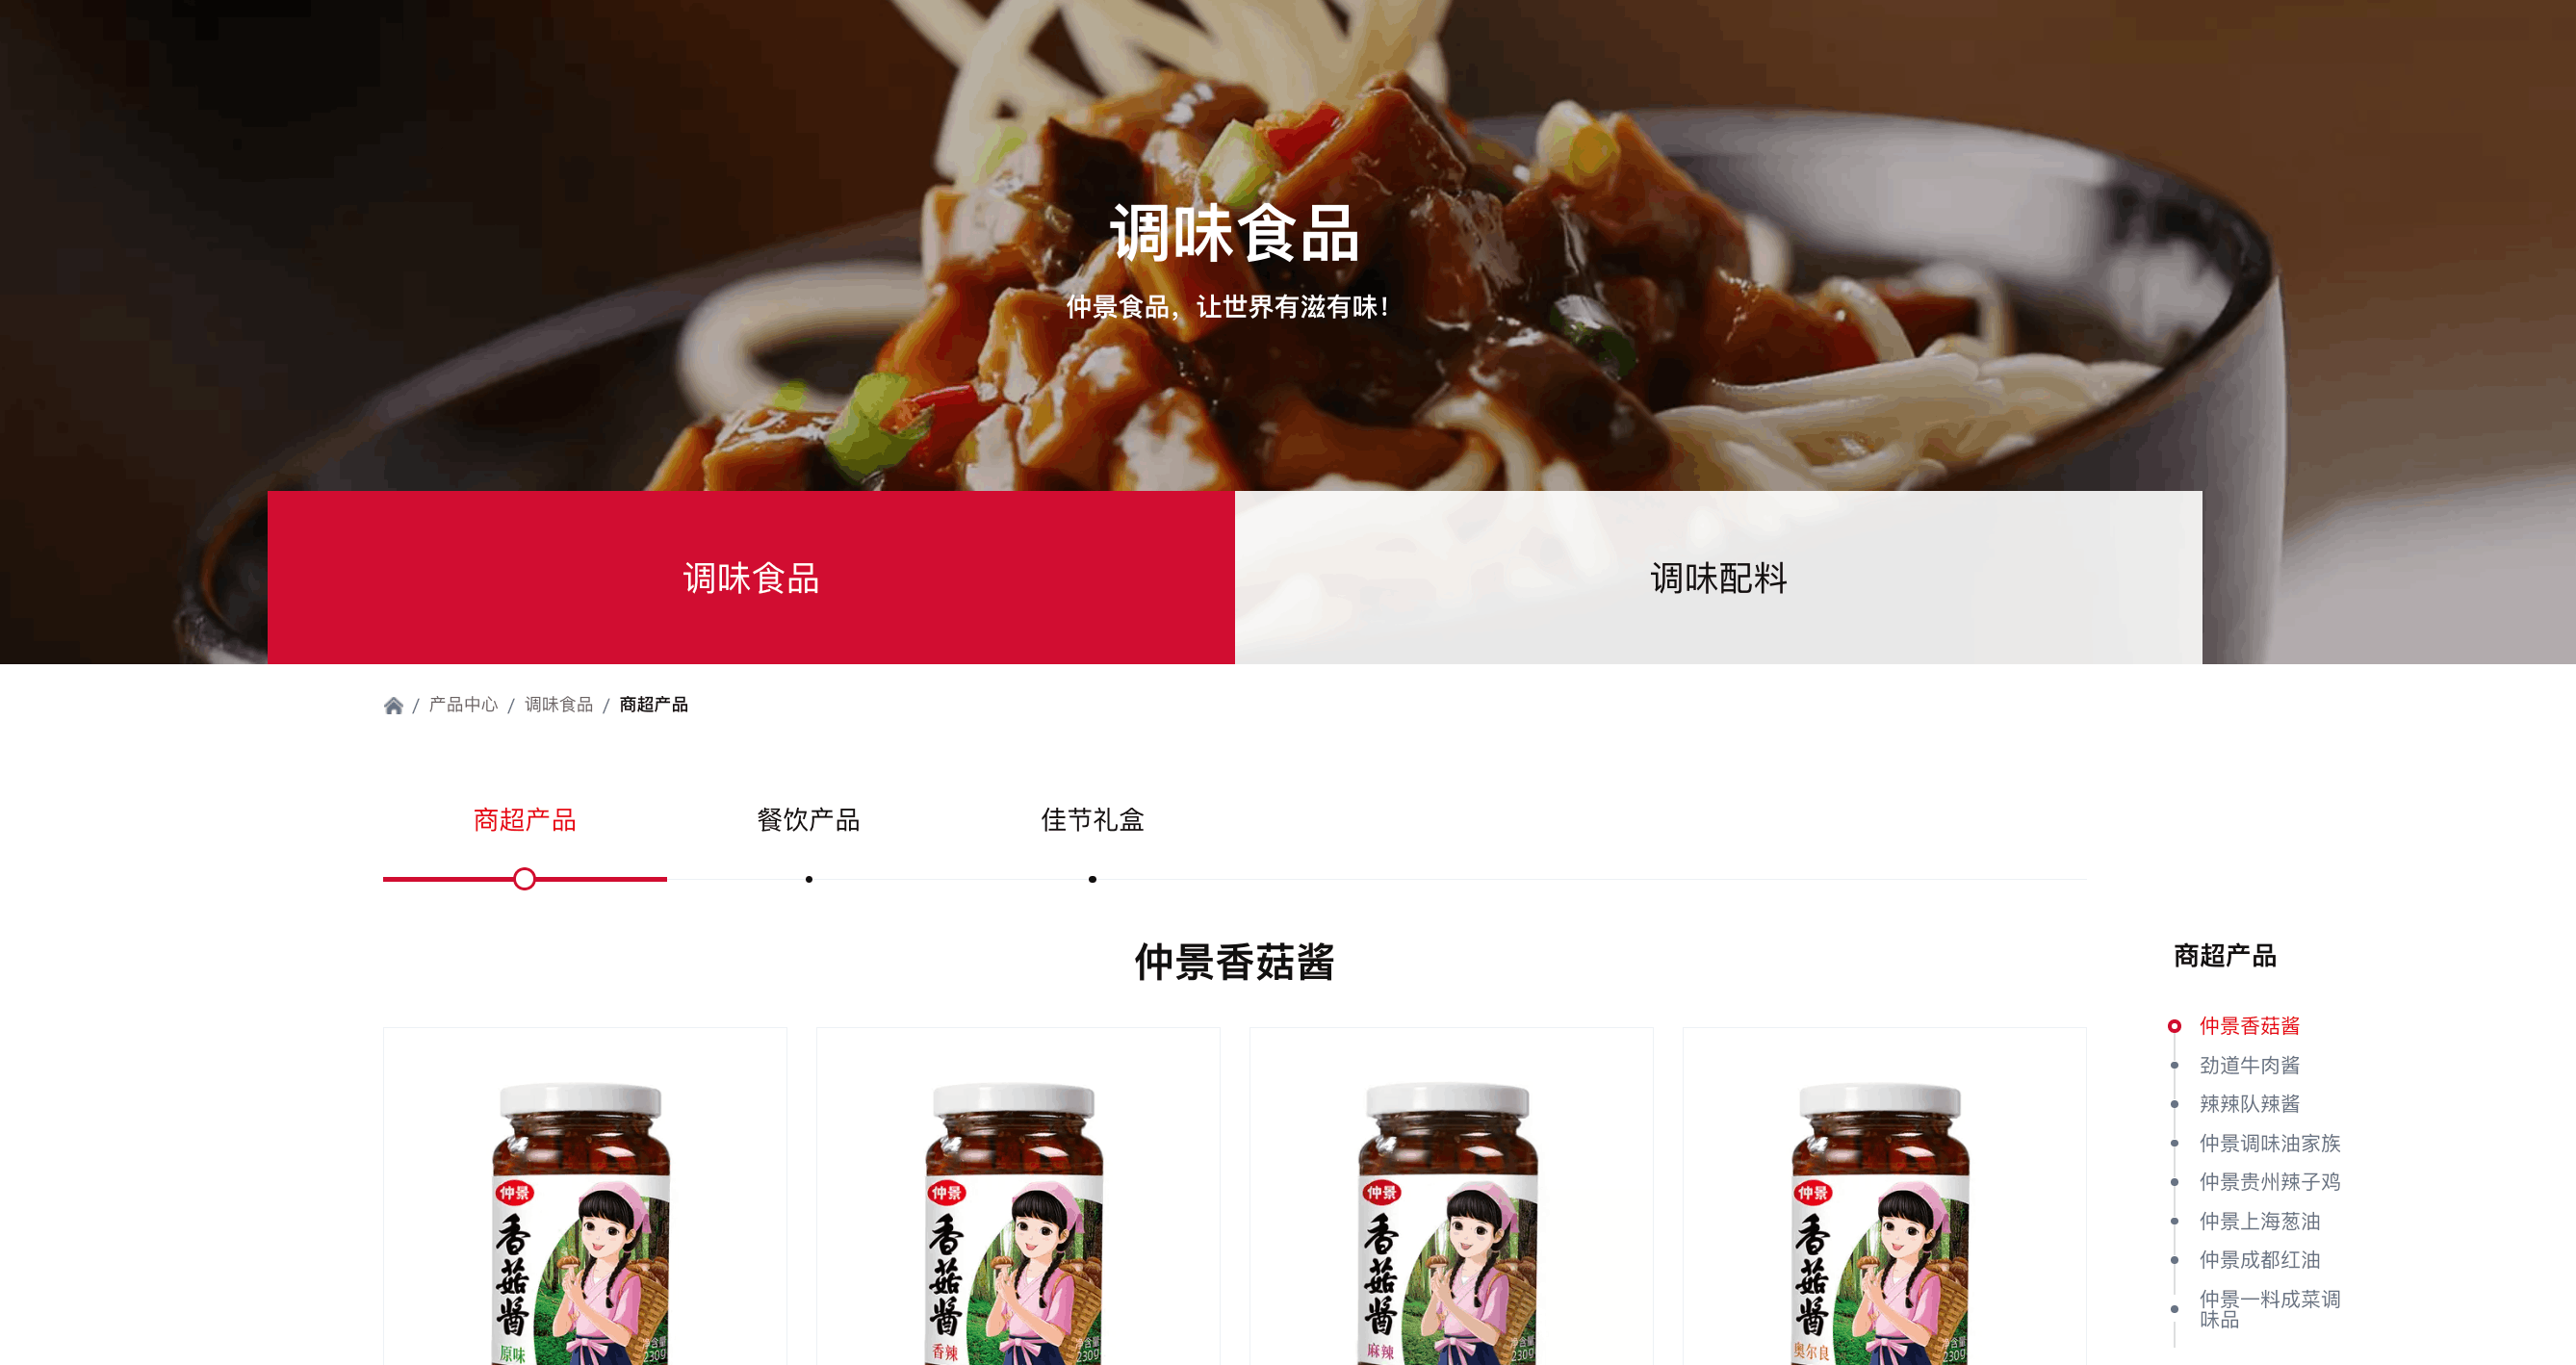 调味食品
仲景食品，让世界有滋有味！
调味食品
调味配料
/ 产品中心 / 调味食品 / 商超产品
商超产品
餐饮产品
佳节礼盒
仲景香菇酱
商超产品
仲景香菇酱
劲道牛肉酱
辣辣队辣酱
仲景调味油家族
仲景贵州辣子鸡
仲景上海葱油
仲景成都红油
仲景一料成菜调
味品
仲景
香菇酱
原味
净含量
230g
仲景
香菇酱
香辣
净含量
230g
仲景
香菇酱
麻辣
净含量
230g
仲景
香菇酱
奥尔良
净含量
230g